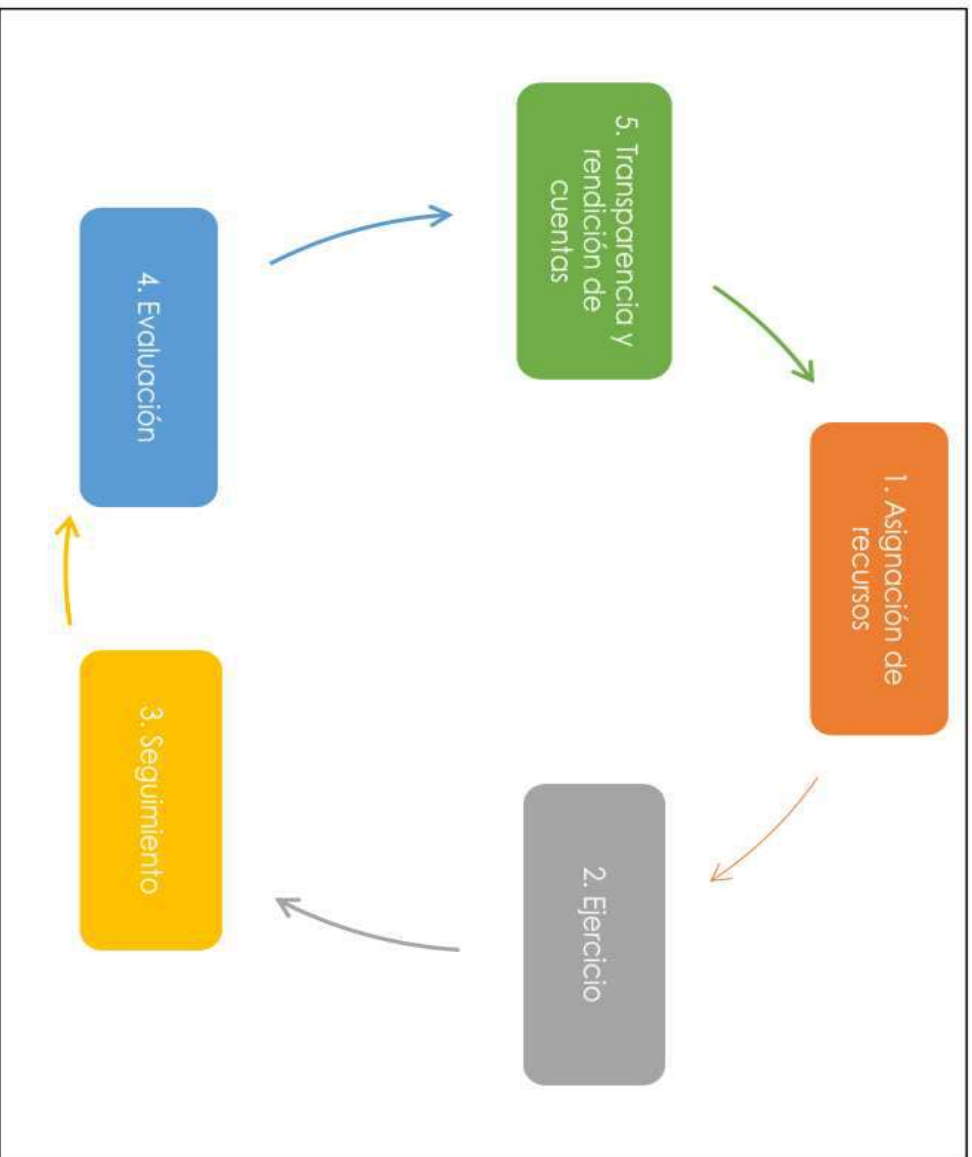 1. Asignación de
recursos
2. Ejercicio
3. Seguimiento
4. Evaluación
5. Transparencia y
rendición de
cuentas